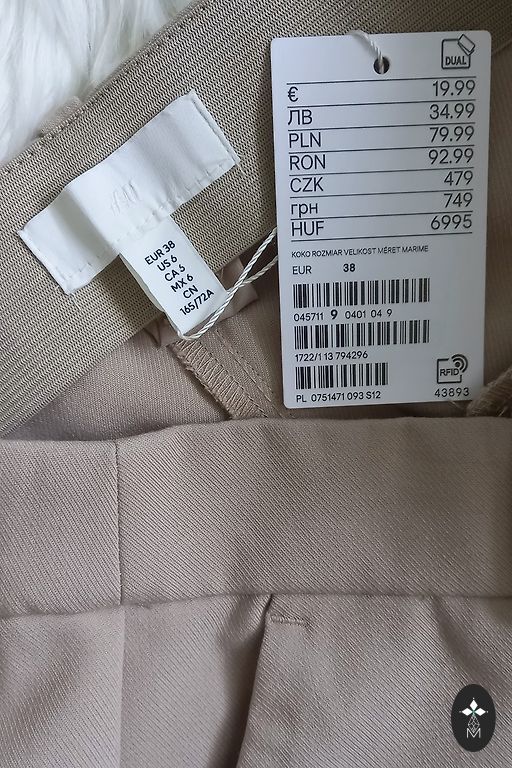 DUAL
€ 19.99
ЛВ 34.99
PLN 79.99
RON 92.99
CZK 479
грн 749
HUF 6995
KOKO ROZMIAR VELIKOST MÉRET MARIME
EUR 38
045711 9 0401 04 9
1722/1 13 794296
RFID
PL 0751471 093 S12 43893
H&M
EUR 38
US 6
CA 6
MX 6
CN
165/72A
M